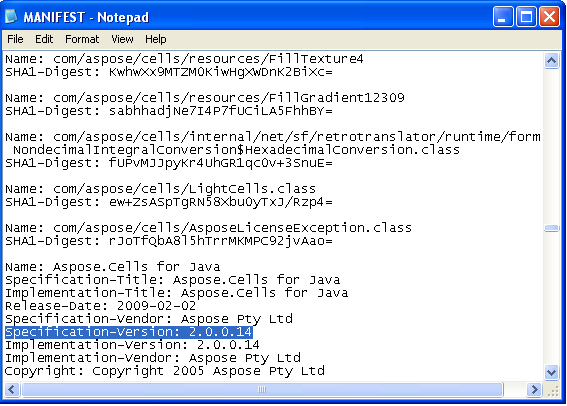 MANIFEST - Notepad
File Edit Format View Help
Name: com/aspose/cells/resources/FillTexture4
SHA1-Digest: KwhwXx9MTZM0KiwHgXWDnK2BiXc=
Name: com/aspose/cells/resources/FillGradient12309
SHA1-Digest: sabhhadjNe7I4P7fUCiLA5FhhBY=
Name: com/aspose/cells/internal/net/sf/retrotranslator/runtime/form
NondecimalIntegralConversion$HexadecimalConversion.class
SHA1-Digest: fUPvMJJpyKr4UhGR1qc0v+3SnuE=
Name: com/aspose/cells/LightCells.class
SHA1-Digest: ew+ZsASpTgRN58Xbu0yTxJ/Rzp4=
Name: com/aspose/cells/AsposeLicenseException.class
SHA1-Digest: rJoTfQbA8l5hTrrMKMPC92jvAao=
Name: Aspose.Cells for Java
Specification-Title: Aspose.Cells for Java
Implementation-Title: Aspose.Cells for Java
Release-Date: 2009-02-02
Specification-Vendor: Aspose Pty Ltd
Specification-Version: 2.0.0.14
Implementation-Version: 2.0.0.14
Implementation-Vendor: Aspose Pty Ltd
Copyright: Copyright 2005 Aspose Pty Ltd